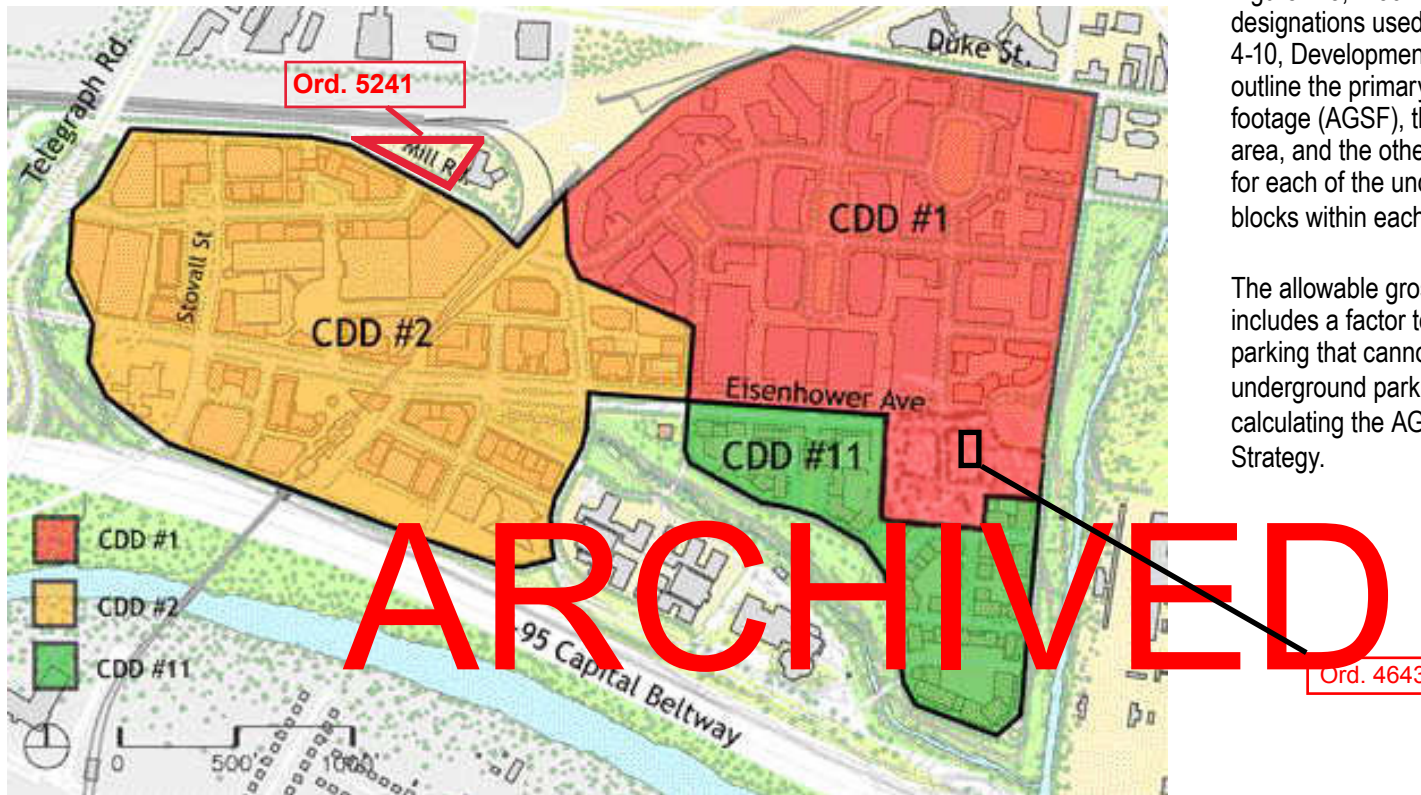 Telegraph Rd.
Ord. 5241
Mill Rd.
Duke St.
CDD #1
Stovall St
CDD #2
Eisenhower Ave
CDD #11
CDD #1
CDD #2
CDD #11
ARCHIVED
-95 Capital Beltway
0 500' 1000'
Ord. 4643
designations used
4-10, Developmen
outline the primary
footage (AGSF), th
area, and the othe
for each of the und
blocks within each
The allowable gros
includes a factor to
parking that canno
underground park
calculating the AG
Strategy.